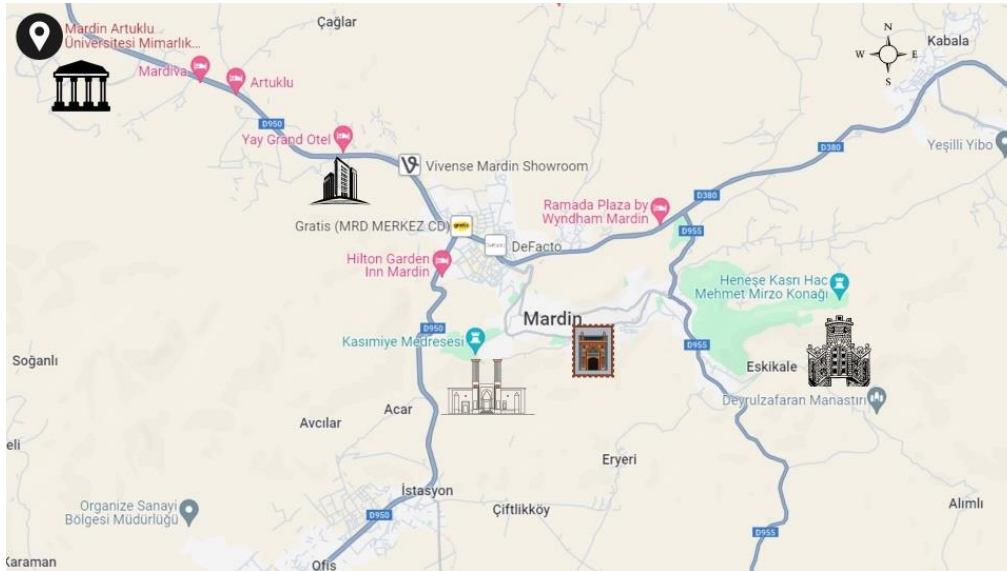 Mardin Artuklu
Üniversitesi Mimarlık...
Çağlar
N
W
E
S
Kabala
Mardiva
Artuklu
D950
Yay Grand Otel
Vivense Mardin Showroom
D380
Yeşilli Yibo
D380
Ramada Plaza by
Wyndham Mardin
Gratis (MRD MERKEZ CD)
gratis
DeFacto
D955
Hilton Garden
Inn Mardin
Heneşe Kasrı Hac
Mehmet Mirzo Konağı
Mardin
D950
Kasımiye Medresesi
D955
Soğanlı
Eskikale
Deyrulzafaran Manastırı
Acar
Avcılar
eli
Eryeri
İstasyon
Organize Sanayi
Bölgesi Müdürlüğü
Çiftlikköy
Alımlı
D950
D955
Karaman
Ofis